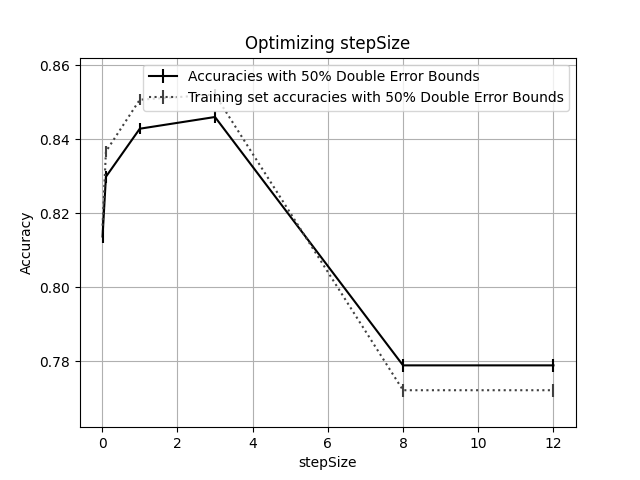 Optimizing stepSize
Accuracies with 50% Double Error Bounds
Training set accuracies with 50% Double Error Bounds
Accuracy
0.86
0.84
0.82
0.80
0.78
0 2 4 6 8 10 12
stepSize